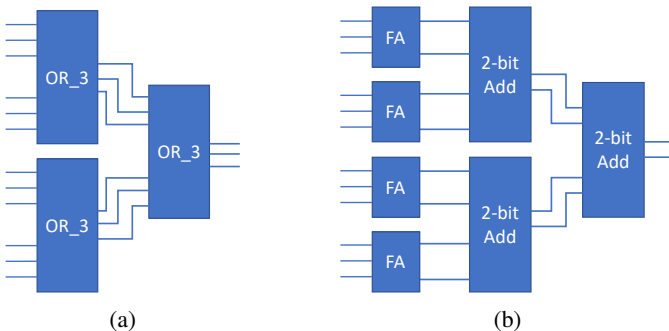 OR_3
OR_3
OR_3
(a)
FA
FA
FA
FA
2-bit
Add
2-bit
Add
2-bit
Add
(b)